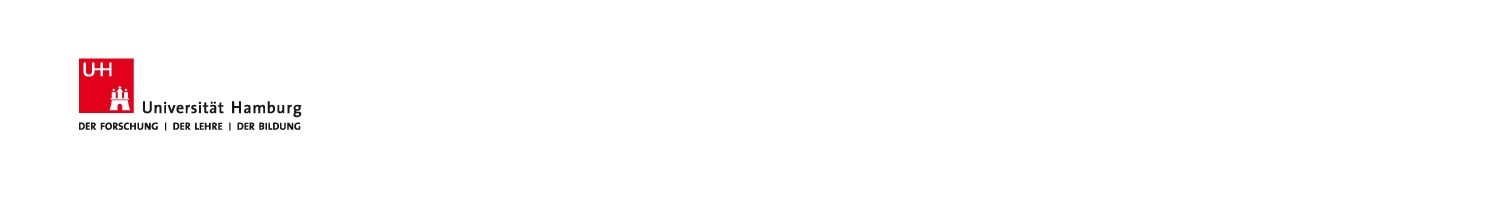 UHH
Universität Hamburg
DER FORSCHUNG | DER LEHRE | DER BILDUNG